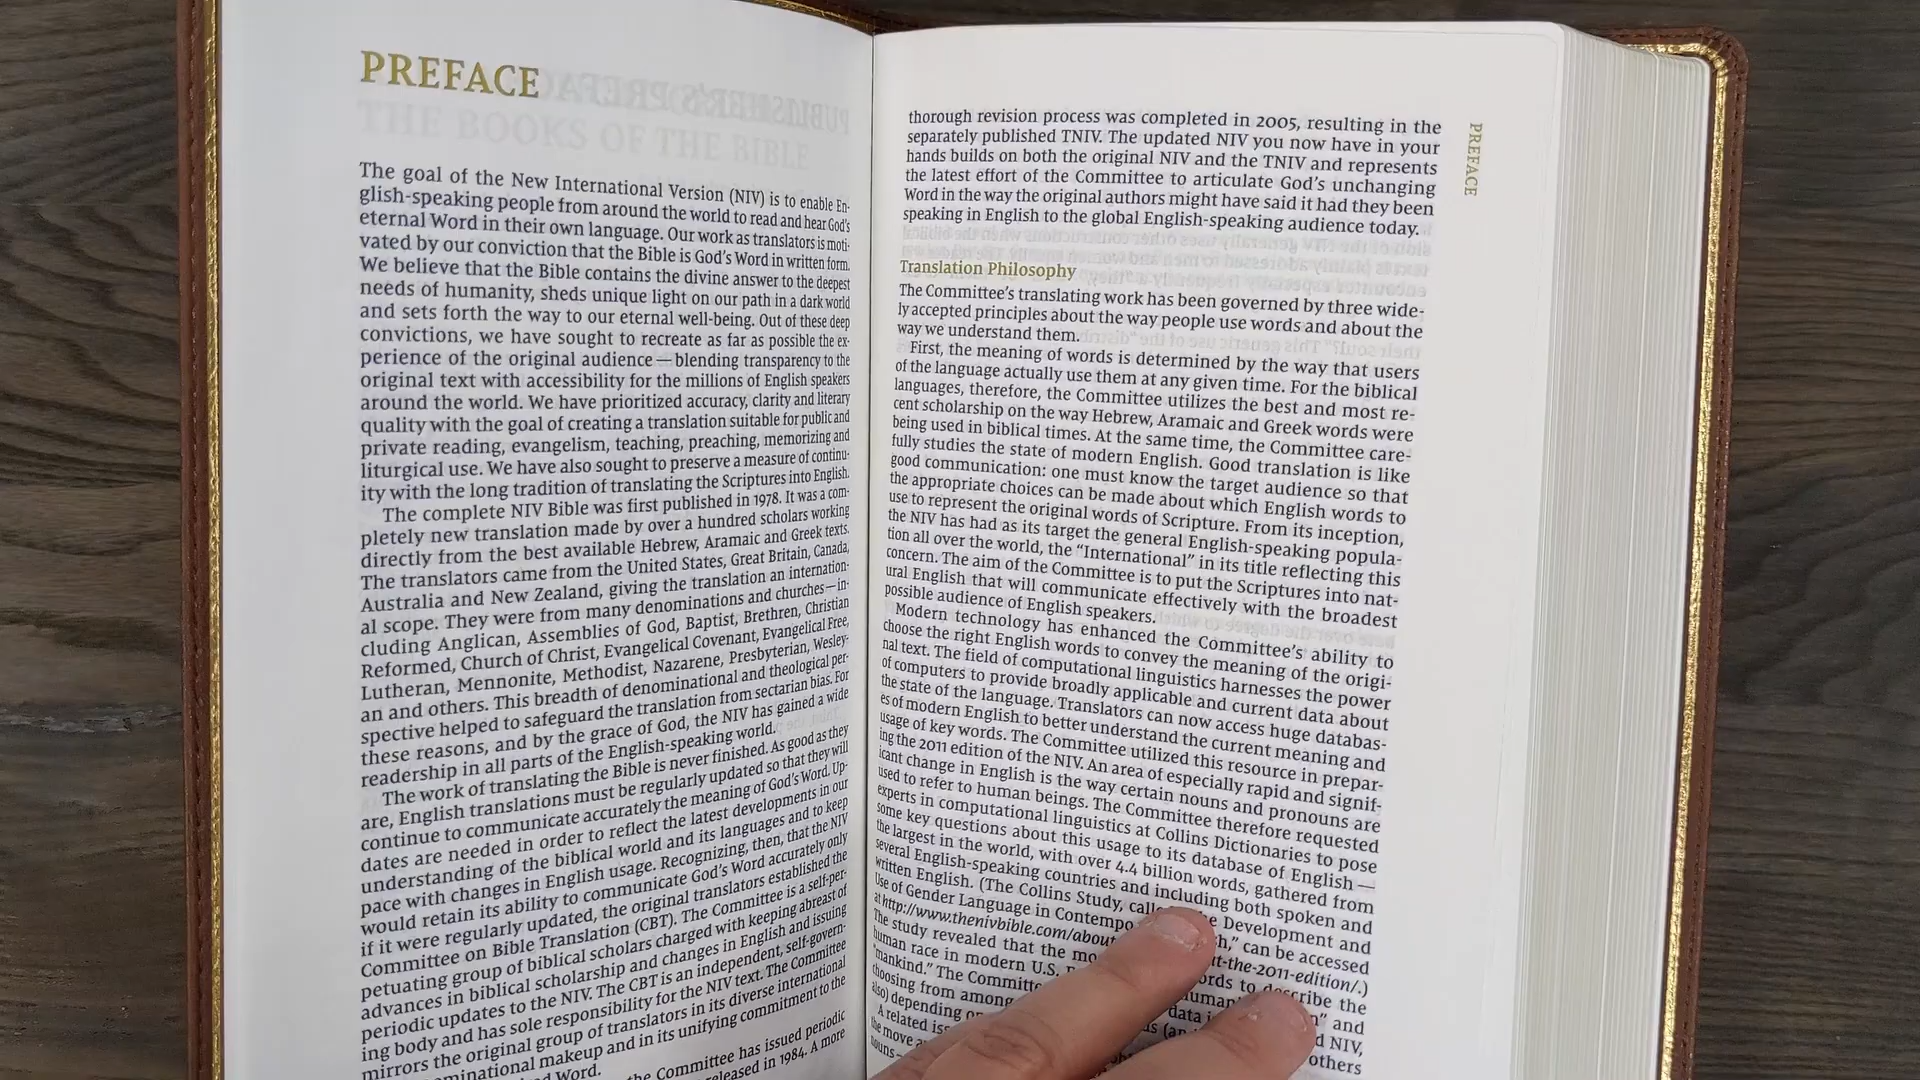 PREFACE
THE BOOKS OF THE BIBLE
The goal of the New International Version (NIV) is to enable En-
glish-speaking people from around the world to read and hear God's
eternal Word in their own language. Our work as translators is moti-
vated by our conviction that the Bible is God's Word in written form.
We believe that the Bible contains the divine answer to the deepest
needs of humanity, sheds unique light on our path in a dark world
and sets forth the way to our eternal well-being. Out of these deep
convictions, we have sought to recreate as far as possible the ex-
perience of the original audience—blending transparency to the
original text with accessibility for the millions of English speakers
around the world. We have prioritized accuracy, clarity and literary
quality with the goal of creating a translation suitable for public and
private reading, evangelism, teaching, preaching, memorizing and
liturgical use. We have also sought to preserve a measure of continu-
ity with the long tradition of translating the Scriptures into English.
The complete NIV Bible was first published in 1978. It was a com-
pletely new translation made by over a hundred scholars working
directly from the best available Hebrew, Aramaic and Greek texts.
The translators came from the United States, Great Britain, Canada,
Australia and New Zealand, giving the translation an internation-
al scope. They were from many denominations and churches—in-
cluding Anglican, Assemblies of God, Baptist, Brethren, Christian
Reformed, Church of Christ, Evangelical Covenant, Evangelical Free,
Lutheran, Mennonite, Methodist, Nazarene, Presbyterian, Wesley-
an and others. This breadth of denominational and theological per-
spective helped to safeguard the translation from sectarian bias. For
these reasons, and by the grace of God, the NIV has gained a wide
readership in all parts of the English-speaking world.
The work of translating the Bible is never finished. As good as they
are, English translations must be regularly updated so that they will
continue to communicate accurately the meaning of God's Word. Up-
dates are needed in order to reflect the latest developments in our
understanding of the biblical world and its languages and to keep
pace with changes in English usage. Recognizing, then, that the NIV
would retain its ability to communicate God's Word accurately only
if it were regularly updated, the original translators established the
Committee on Bible Translation (CBT). The Committee is a self-per-
petuating group of biblical scholars charged with keeping abreast of
advances in biblical scholarship and changes in English and issuing
periodic updates to the NIV. The CBT is an independent, self-govern-
ing body and has sole responsibility for the NIV text. The Committee
mirrors the original group of translators in its diverse international
nominational makeup and in its unifying commitment to the
Word.
the Committee has issued periodic
released in 1984. A more
PREFACE
thorough revision process was completed in 2005, resulting in the
separately published TNIV. The updated NIV you now have in your
hands builds on both the original NIV and the TNIV and represents
the latest effort of the Committee to articulate God's unchanging
Word in the way the original authors might have said it had they been
speaking in English to the global English-speaking audience today.
Translation Philosophy
The Committee's translating work has been governed by three wide-
ly accepted principles about the way people use words and about the
way we understand them.
First, the meaning of words is determined by the way that users
of the language actually use them at any given time. For the biblical
languages, therefore, the Committee utilizes the best and most re-
cent scholarship on the way Hebrew, Aramaic and Greek words were
being used in biblical times. At the same time, the Committee care-
fully studies the state of modern English. Good translation is like
good communication: one must know the target audience so that
the appropriate choices can be made about which English words to
use to represent the original words of Scripture. From its inception,
the NIV has had as its target the general English-speaking popula-
tion all over the world, the "International" in its title reflecting this
concern. The aim of the Committee is to put the Scriptures into nat-
ural English that will communicate effectively with the broadest
possible audience of English speakers.
Modern technology has enhanced the Committee's ability to
choose the right English words to convey the meaning of the origi-
nal text. The field of computational linguistics harnesses the power
of computers to provide broadly applicable and current data about
the state of the language. Translators can now access huge databas-
es of modern English to better understand the current meaning and
usage of key words. The Committee utilized this resource in prepar-
ing the 2011 edition of the NIV. An area of especially rapid and signif-
icant change in English is the way certain nouns and pronouns are
used to refer to human beings. The Committee therefore requested
experts in computational linguistics at Collins Dictionaries to pose
some key questions about this usage to its database of English—
the largest in the world, with over 4.4 billion words, gathered from
several English-speaking countries and including both spoken and
written English. (The Collins Study, Development and
Use of Gender Language in can be accessed
at http://www.thenivbible.com/about t-the-2011-edition/.)
The study revealed that the describe the
human race in modern U.S. and
"mankind." The NIV,
choosing from among others
also) depending
A related
the move
nouns—